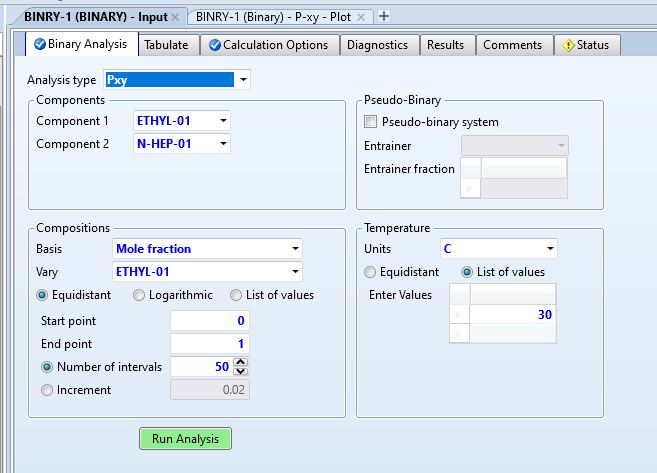 BINRY-1 (BINARY) - Input × BINRY-1 (Binary) - P-xy - Plot × +
Binary Analysis Tabulate Calculation Options Diagnostics Results Comments Status
Analysis type Pxy
Components
Component 1 ETHYL-01
Component 2 N-HEP-01
Pseudo-Binary
Pseudo-binary system
Entrainer
Entrainer fraction
Compositions
Basis Mole fraction
Vary ETHYL-01
Equidistant Logarithmic List of values
Start point 0
End point 1
Number of intervals 50
Increment 0.02
Temperature
Units C
Equidistant List of values
Enter Values
30
Run Analysis